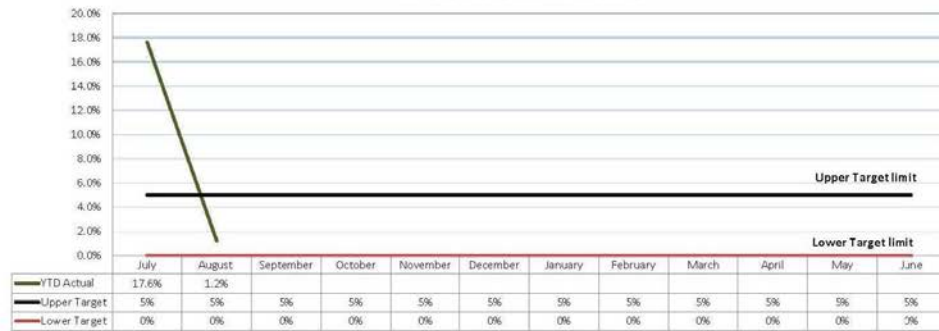 20.0%
18.0%
16.0%
14.0%
12.0%
10.0%
8.0%
6.0%
Upper Target limit
4.0%
2.0%
Lower Target limit
0.0%
July August September October November December January February March April May June
YTD Actual 17.6% 1.2%
Upper Target 5% 5% 5% 5% 5% 5% 5% 5% 5% 5% 5% 5%
Lower Target 0% 0% 0% 0% 0% 0% 0% 0% 0% 0% 0% 0%